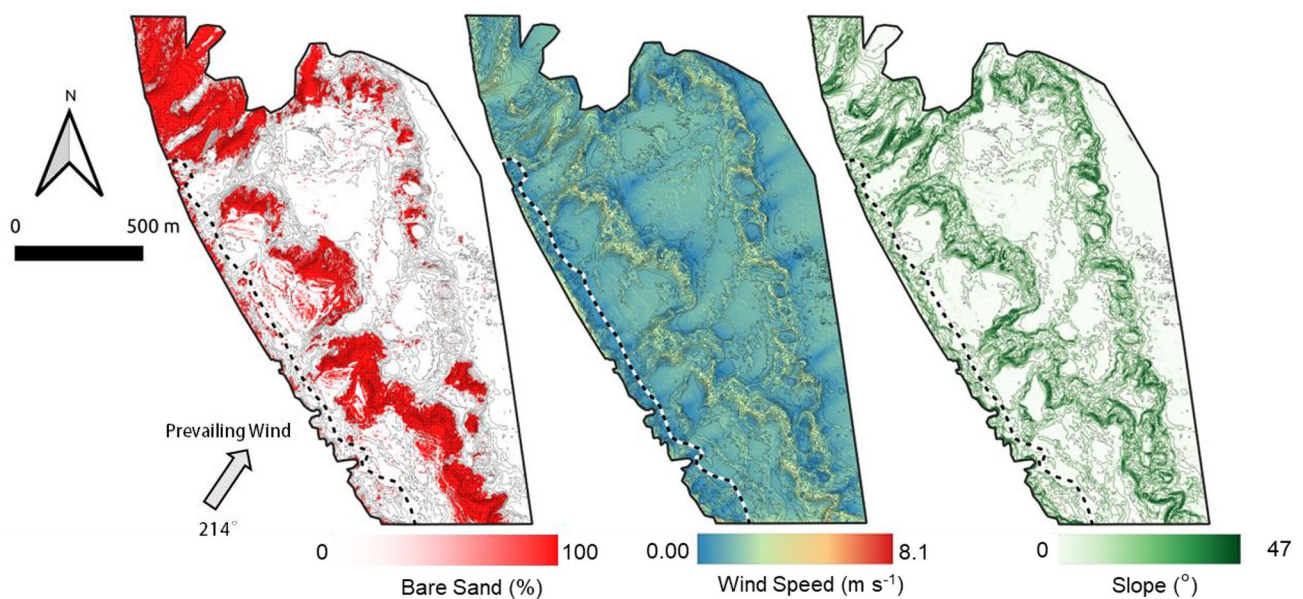 N
0 500 m
Prevailing Wind
214°
0 100
Bare Sand (%)
0.00 8.1
Wind Speed (m s-1)
0 47
Slope (o)